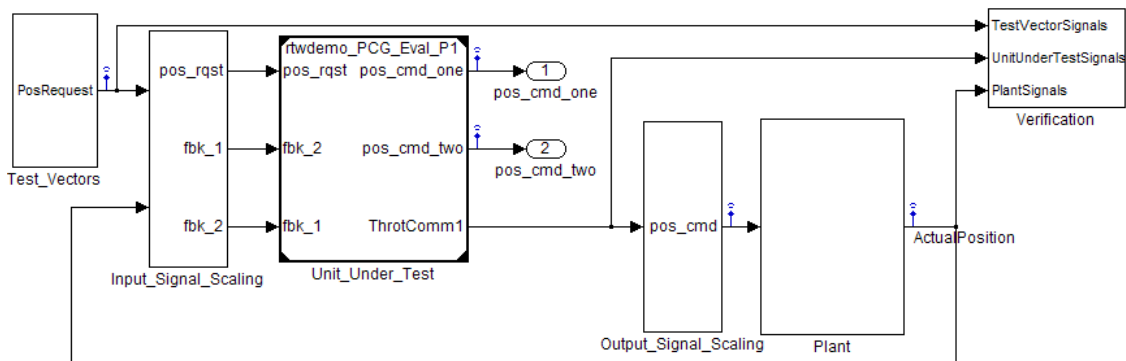 PosRequest
Test_Vectors
pos_rqst
fbk_1
fbk_2
Input_Signal_Scaling
rtwdemo_PCG_Eval_P1
pos_rqst pos_cmd_one
fbk_2 pos_cmd_two
fbk_1 ThrotComm1
Unit_Under_Test
1
pos_cmd_one
2
pos_cmd_two
pos_cmd
Output_Signal_Scaling
Plant
ActualPosition
TestVectorSignals
UnitUnderTestSignals
PlantSignals
Verification